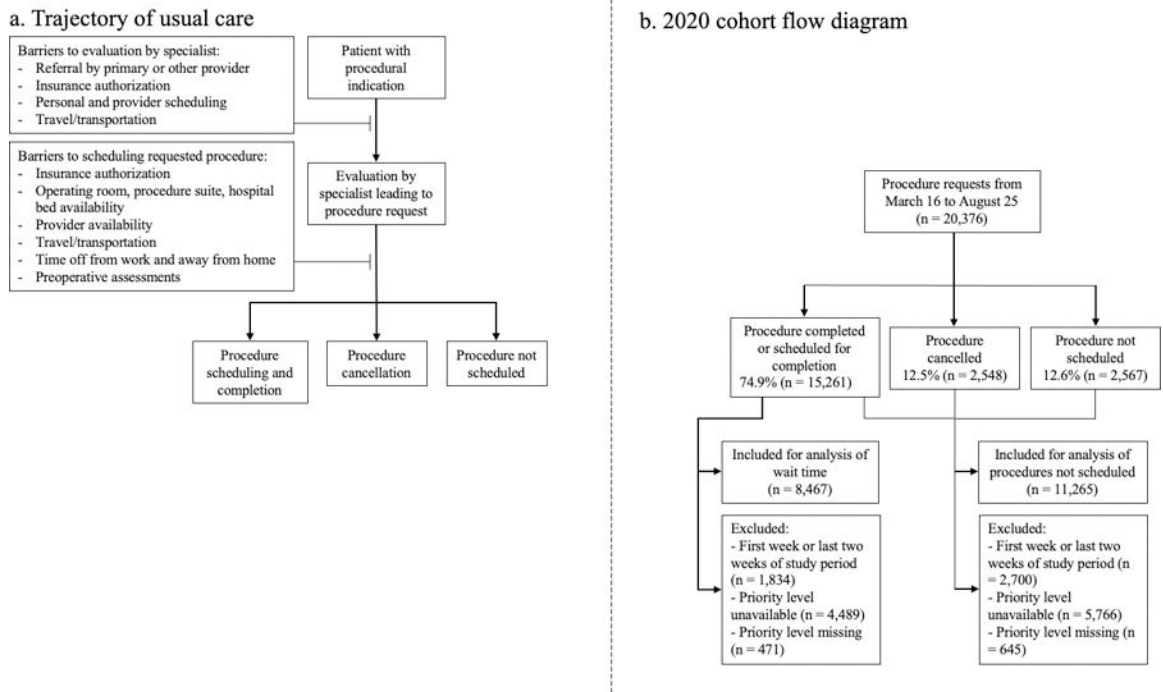 a. Trajectory of usual care
Barriers to evaluation by specialist:
- Referral by primary or other provider
- Insurance authorization
- Personal and provider scheduling
- Travel/transportation
Patient with
procedural
indication
Barriers to scheduling requested procedure:
- Insurance authorization
- Operating room, procedure suite, hospital
bed availability
- Provider availability
- Travel/transportation
- Time off from work and away from home
- Preoperative assessments
Evaluation by
specialist leading to
procedure request
Procedure
scheduling and
completion
Procedure
cancellation
Procedure not
scheduled
b. 2020 cohort flow diagram
Procedure requests from
March 16 to August 25
(n = 20,376)
Procedure completed
or scheduled for
completion
74.9% (n = 15,261)
Procedure
cancelled
12.5% (n = 2,548)
Procedure not
scheduled
12.6% (n = 2,567)
Included for analysis of
wait time
(n = 8,467)
Included for analysis of
procedures not scheduled
(n = 11,265)
Excluded:
- First week or last two
weeks of study period
(n = 1,834)
- Priority level
unavailable (n = 4,489)
- Priority level missing
(n = 471)
Excluded:
- First week or last two
weeks of study period (n
= 2,700)
- Priority level
unavailable (n = 5,766)
- Priority level missing (n
= 645)